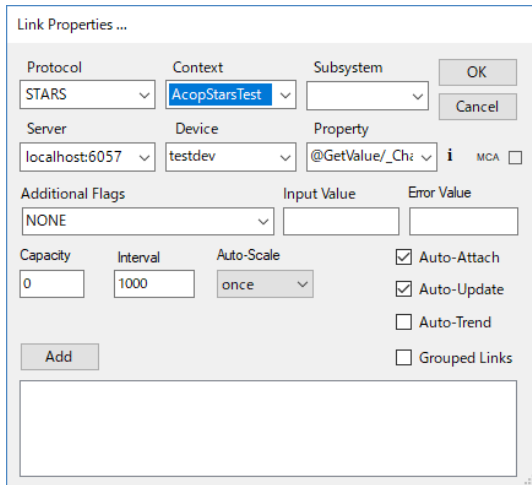 Link Properties ...
Protocol Context Subsystem
STARS AcopStarsTest OK
Cancel
Server Device Property
localhost:6057 testdev @GetValue/_Cha i MCA
Additional Flags Input Value Error Value
NONE
Capacity Interval Auto-Scale Auto-Attach
0 1000 once Auto-Update
Auto-Trend
Add Grouped Links